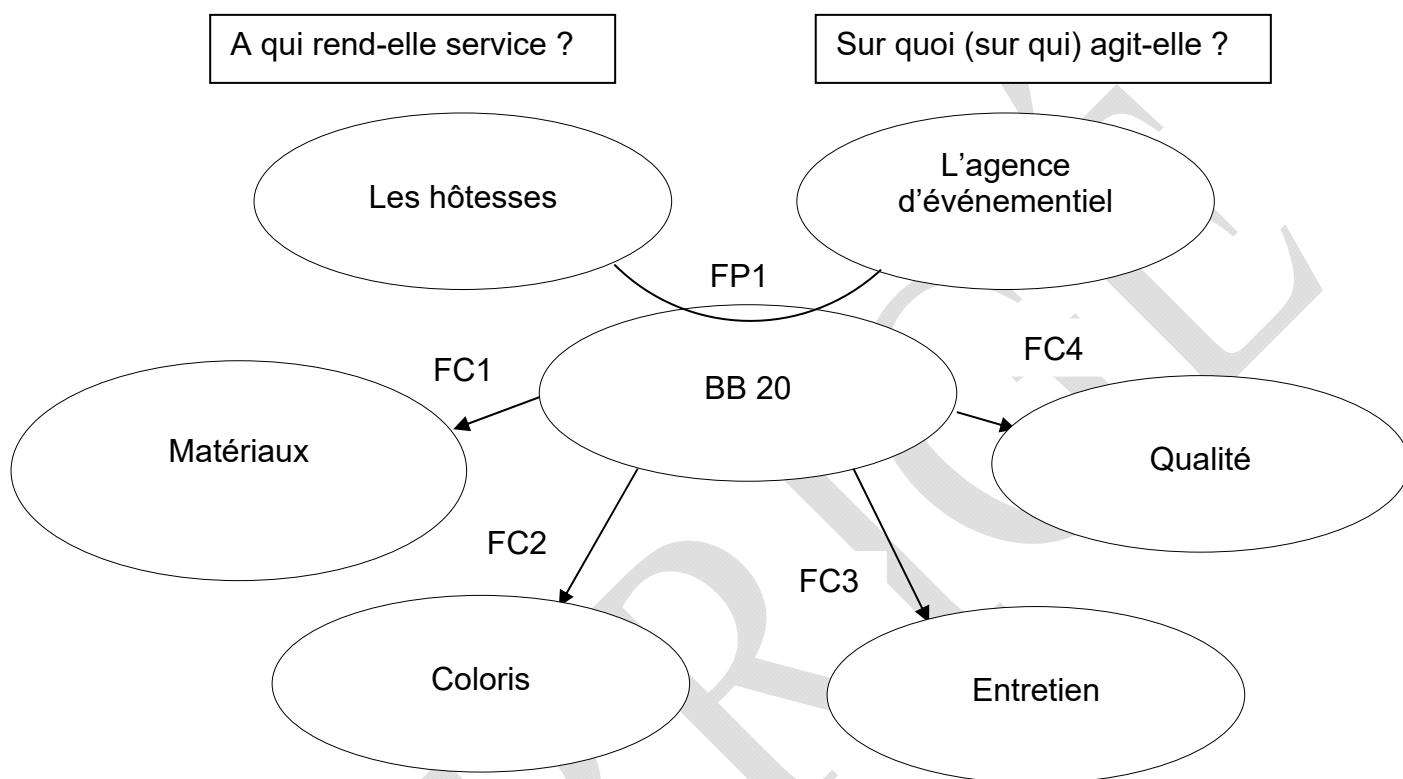 A qui rend-elle service ?
Sur quoi (sur qui) agit-elle ?
Les hôtesses
L’agence
d’événementiel
FP1
FC1
FC4
BB 20
Matériaux
Qualité
FC2
FC3
Coloris
Entretien